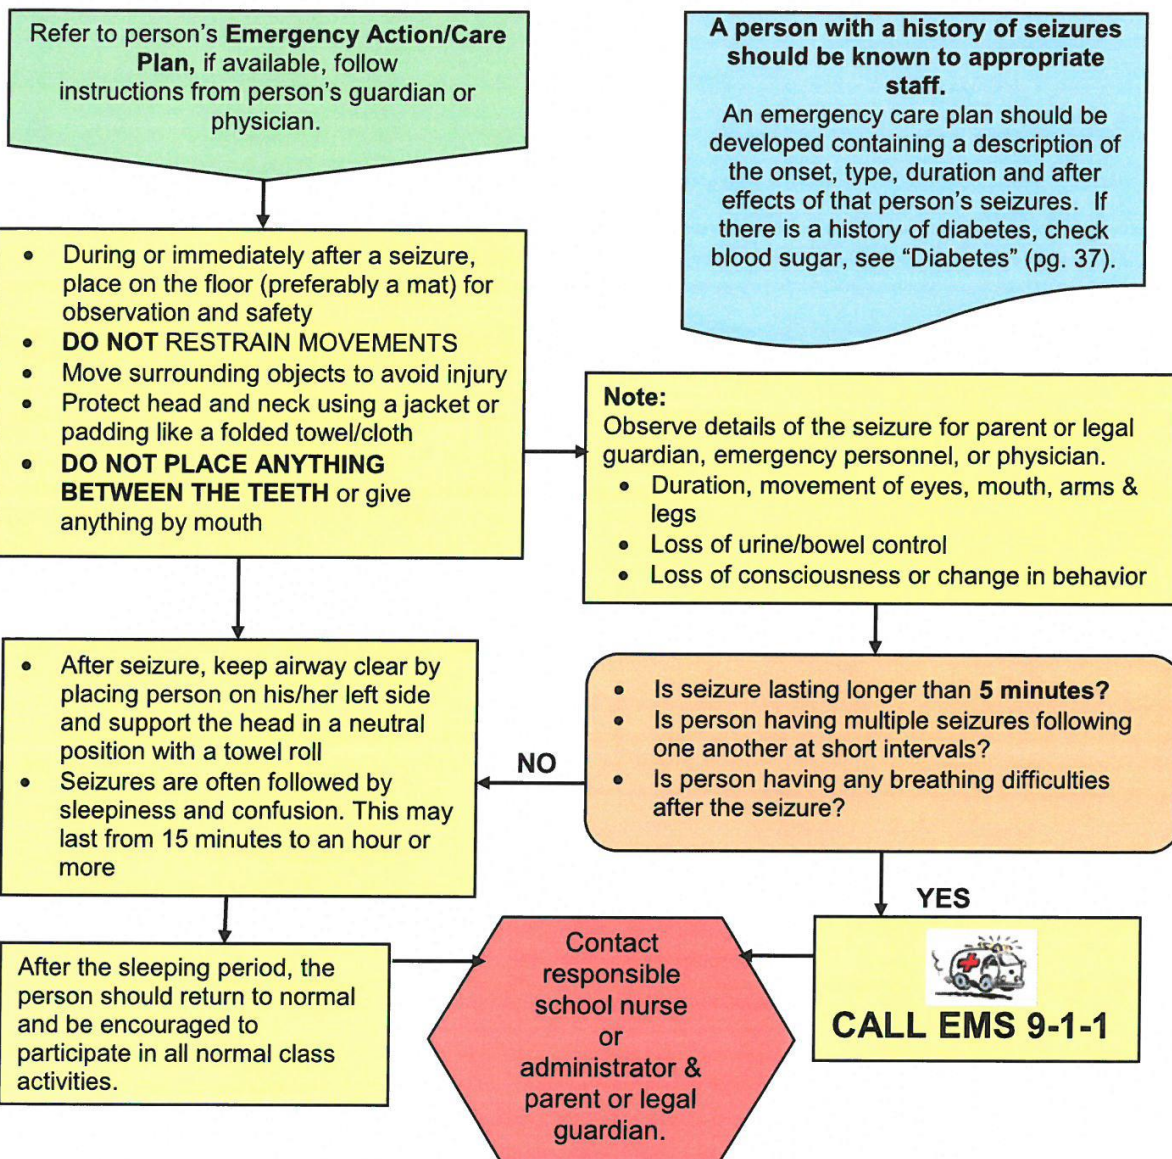 Refer to person's Emergency Action/Care
Plan, if available, follow
instructions from person's guardian or
physician.
A person with a history of seizures
should be known to appropriate
staff.
An emergency care plan should be
developed containing a description of
the onset, type, duration and after
effects of that person's seizures. If
there is a history of diabetes, check
blood sugar, see "Diabetes" (pg. 37).
• During or immediately after a seizure,
place on the floor (preferably a mat) for
observation and safety
• DO NOT RESTRAIN MOVEMENTS
• Move surrounding objects to avoid injury
• Protect head and neck using a jacket or
padding like a folded towel/cloth
• DO NOT PLACE ANYTHING
BETWEEN THE TEETH or give
anything by mouth
Note:
Observe details of the seizure for parent or legal
guardian, emergency personnel, or physician.
• Duration, movement of eyes, mouth, arms &
legs
• Loss of urine/bowel control
• Loss of consciousness or change in behavior
• After seizure, keep airway clear by
placing person on his/her left side
and support the head in a neutral
position with a towel roll
• Seizures are often followed by
sleepiness and confusion. This may
last from 15 minutes to an hour or
more
NO
• Is seizure lasting longer than 5 minutes?
• Is person having multiple seizures following
one another at short intervals?
• Is person having any breathing difficulties
after the seizure?
YES
After the sleeping period, the
person should return to normal
and be encouraged to
participate in all normal class
activities.
Contact
responsible
school nurse
or
administrator &
parent or legal
guardian.
CALL EMS 9-1-1